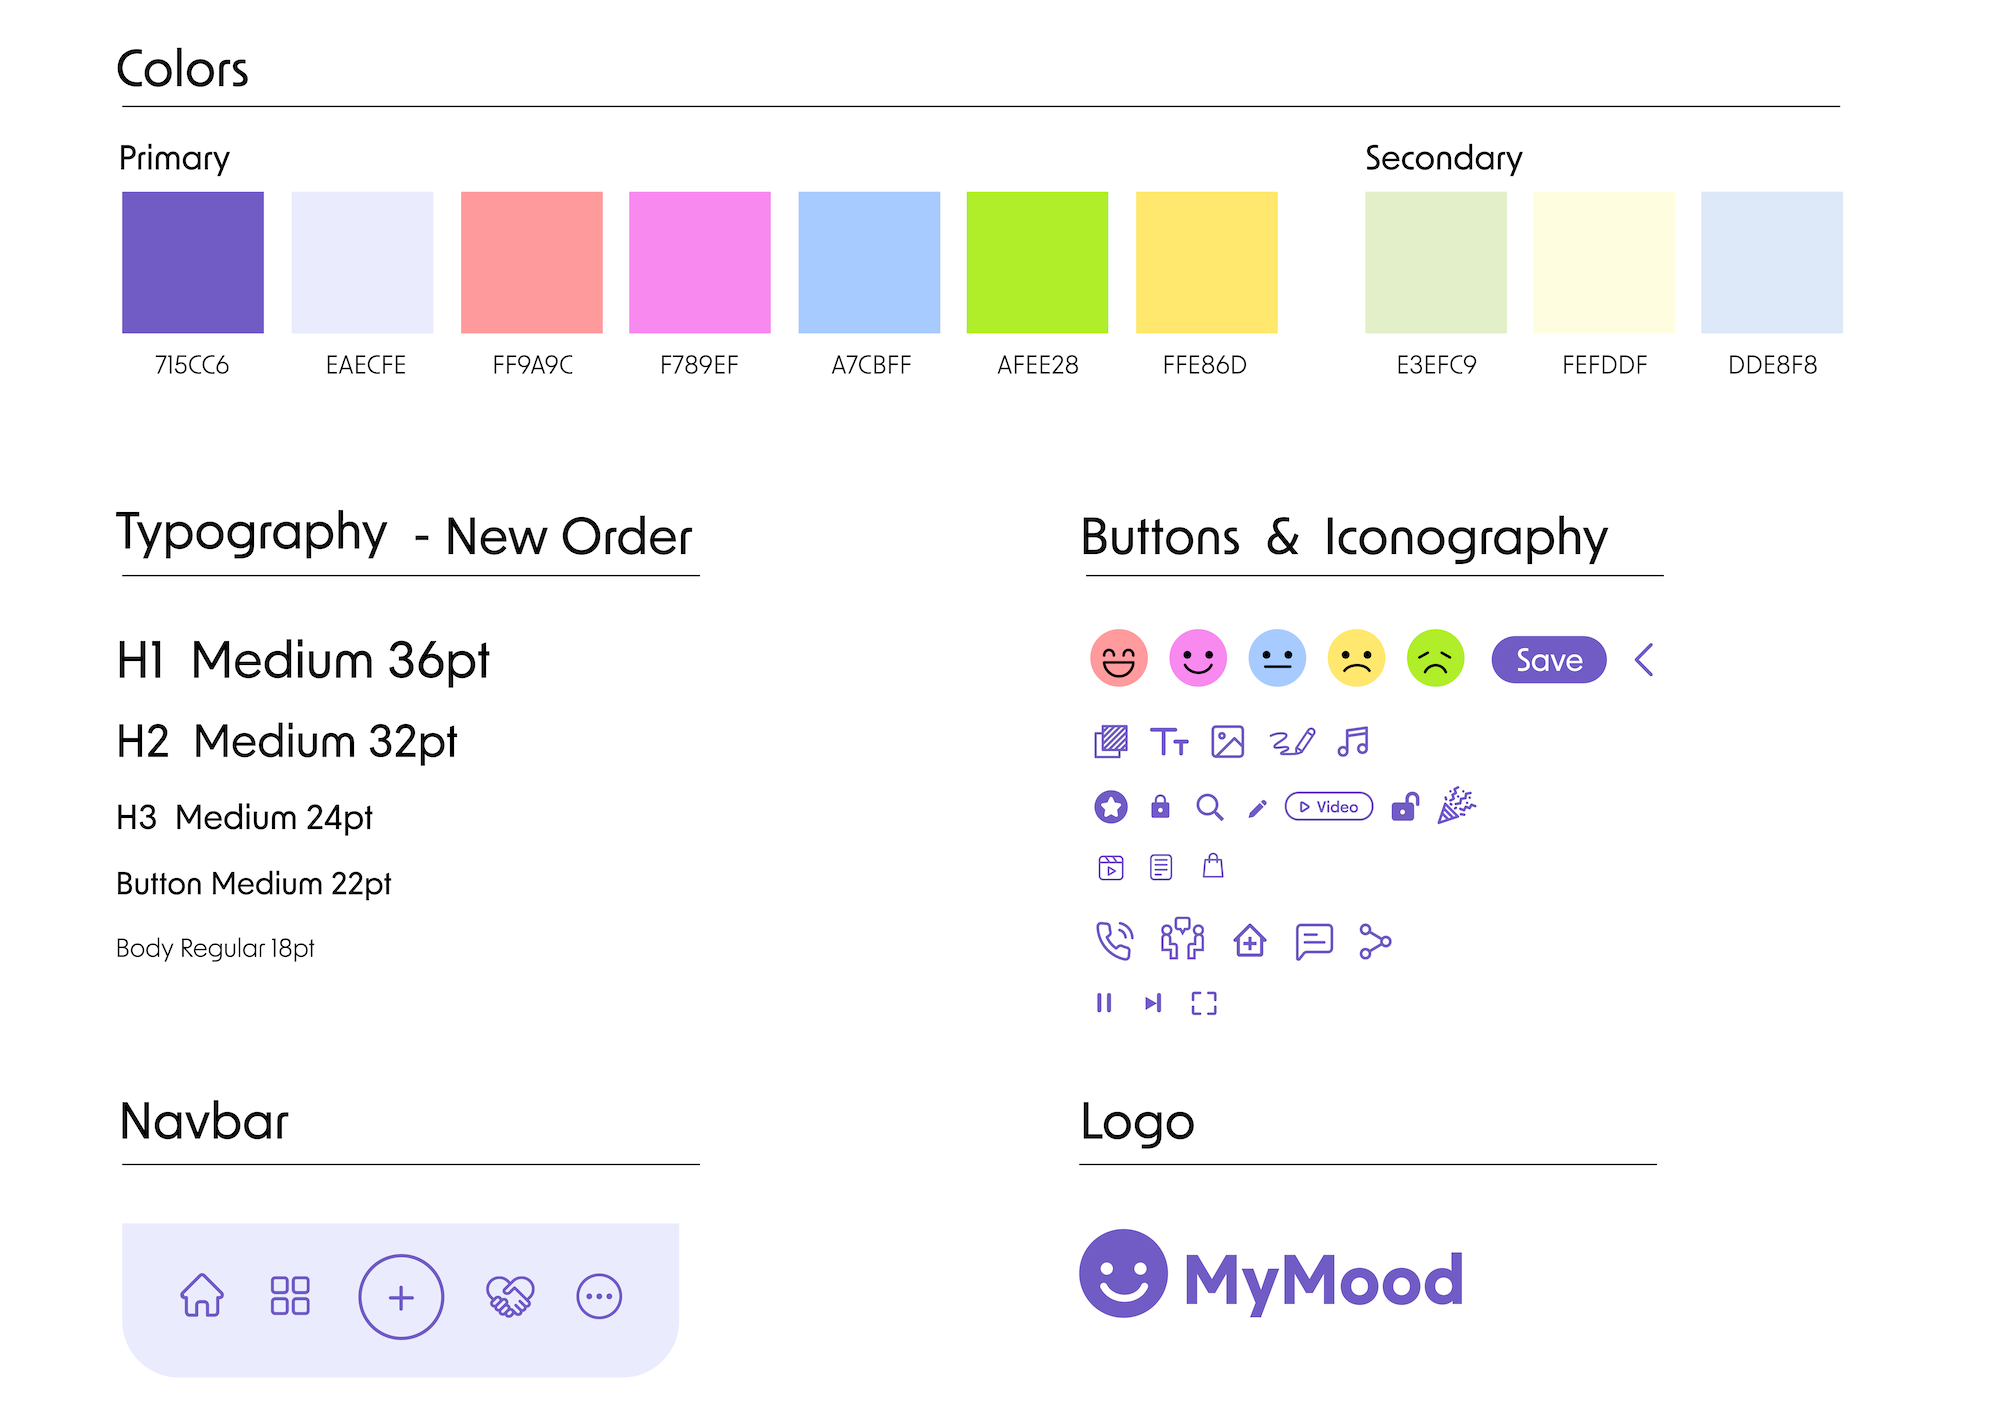 Colors
Primary
Secondary
715CC6 EAECFE FF9A9C F789EF A7CBFF AFEE28 FFE86D E3EFC9 FEFDDF DDE8F8
Typography - New Order
H1 Medium 36pt
H2 Medium 32pt
H3 Medium 24pt
Button Medium 22pt
Body Regular 18pt
Buttons & Iconography
Save
TT
Video
Navbar
Logo
MyMood